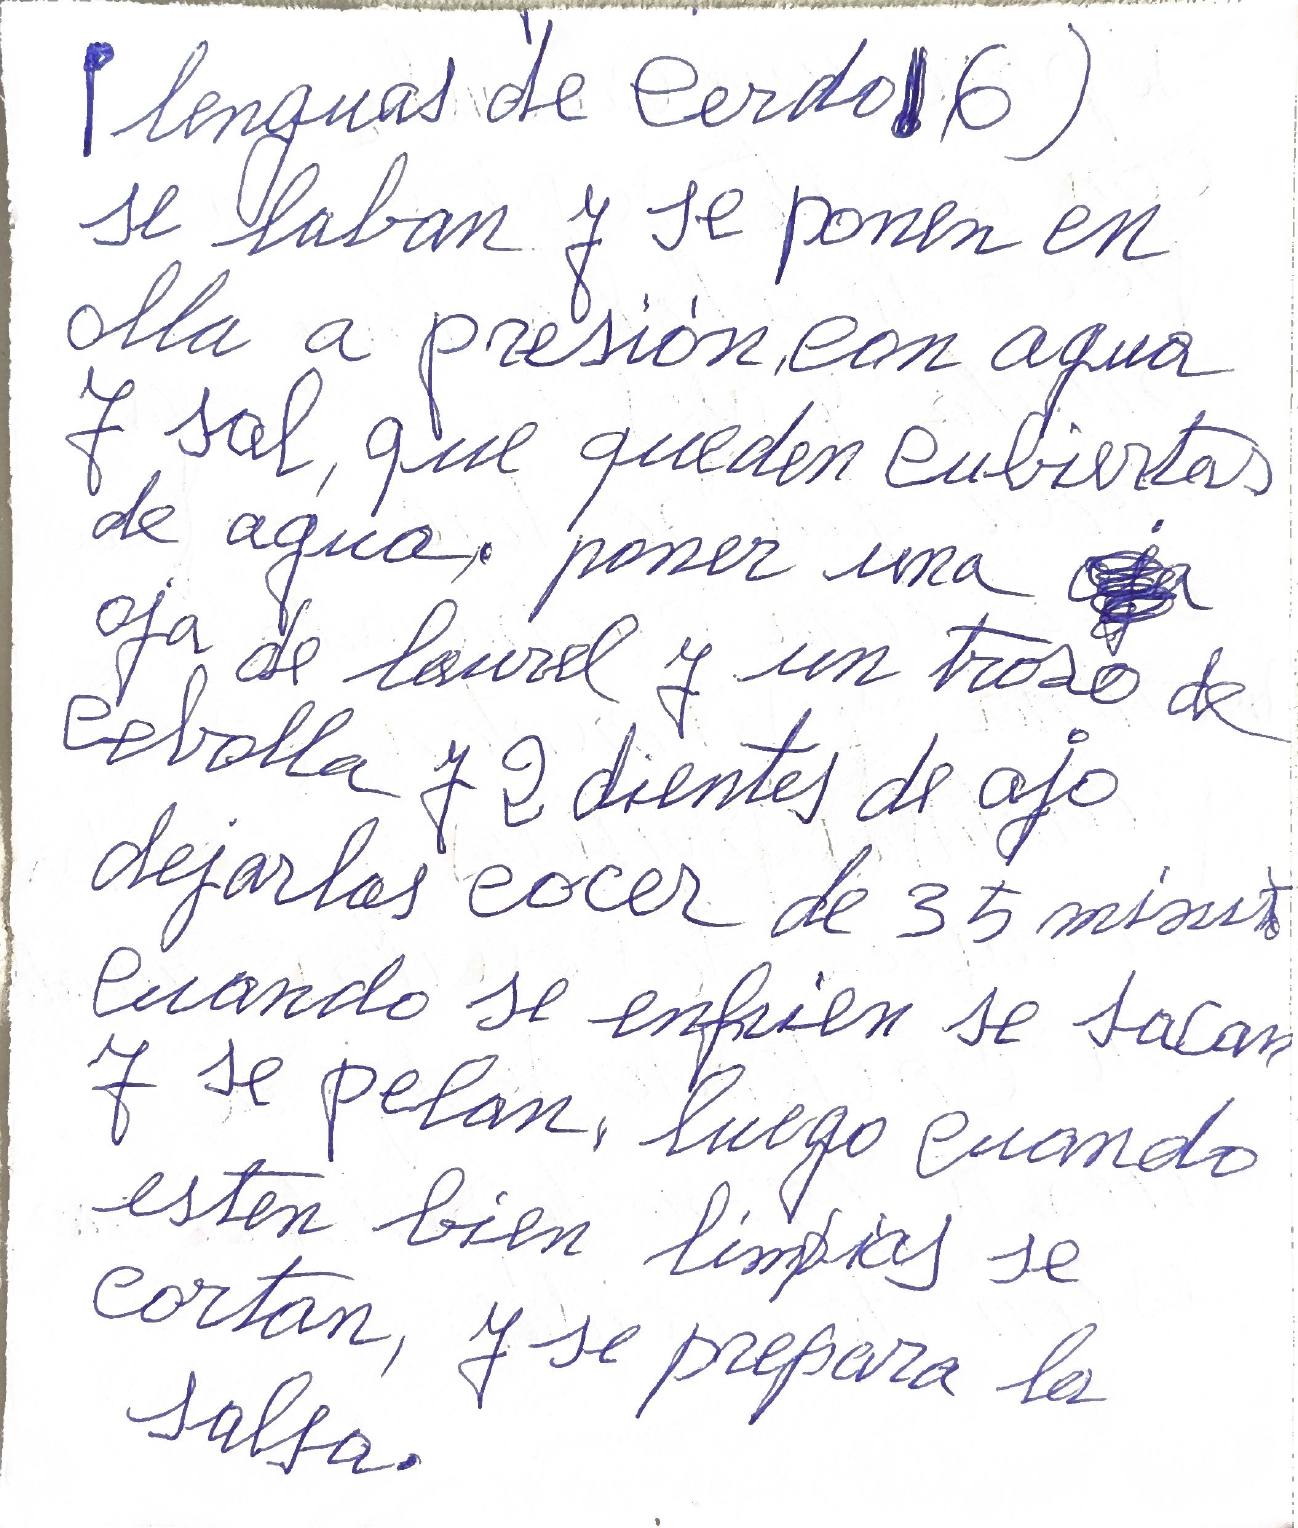 lenguas de Cerdo (6)
se laban y se ponen en
olla a presión, con agua
y sal, que queden cubiertas
de agua. poner una
oja de laurel y un troso de
cebolla y 2 dientes de ajo
dejarlas cocer de 35 minut.
cuando se enfrien se sacan
y se pelan, luego cuando
esten bien limpias se
cortan, y se prepara la
salsa.